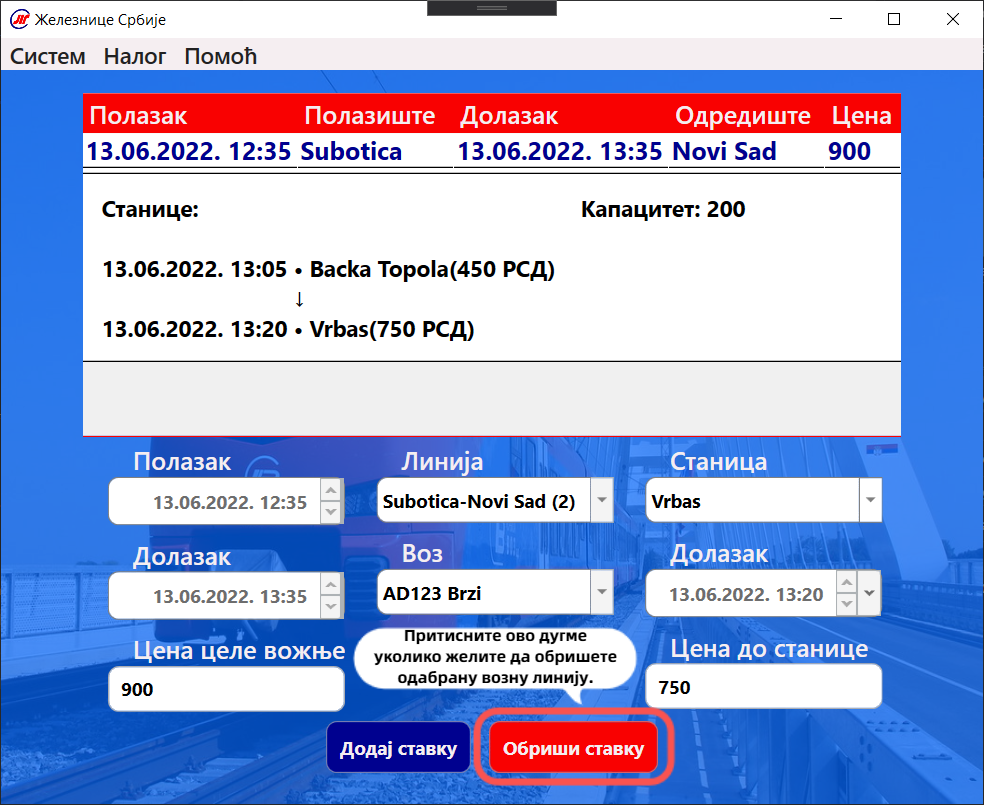 Железнице Србије
Систем Налог Помоћ
Полазак Полазиште Долазак Одредиште Цена
13.06.2022. 12:35 Subotica 13.06.2022. 13:35 Novi Sad 900
Станице: Капацитет: 200
13.06.2022. 13:05 • Backa Topola(450 РСД)
↓
13.06.2022. 13:20 • Vrbas(750 РСД)
Полазак Линија Станица
13.06.2022. 12:35 Subotica-Novi Sad (2) Vrbas
Долазак Воз Долазак
13.06.2022. 13:35 AD123 Brzi 13.06.2022. 13:20
Цена целе вожње Цена до станице
900 750
Притисните ово дугме
уколико желите да обришете
одабрану возну линију.
Додај ставку Обриши ставку